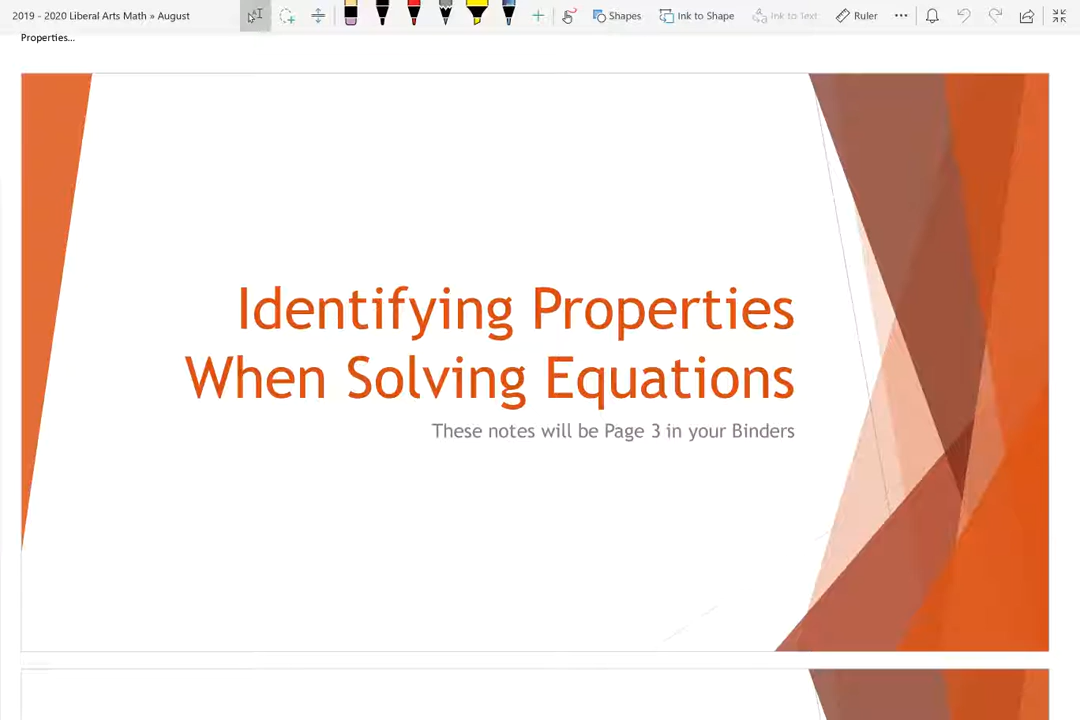 2019 - 2020 Liberal Arts Math » August
Shapes
Ink to Shape
Ink to Text
Ruler
Properties...
Identifying Properties
When Solving Equations
These notes will be Page 3 in your Binders